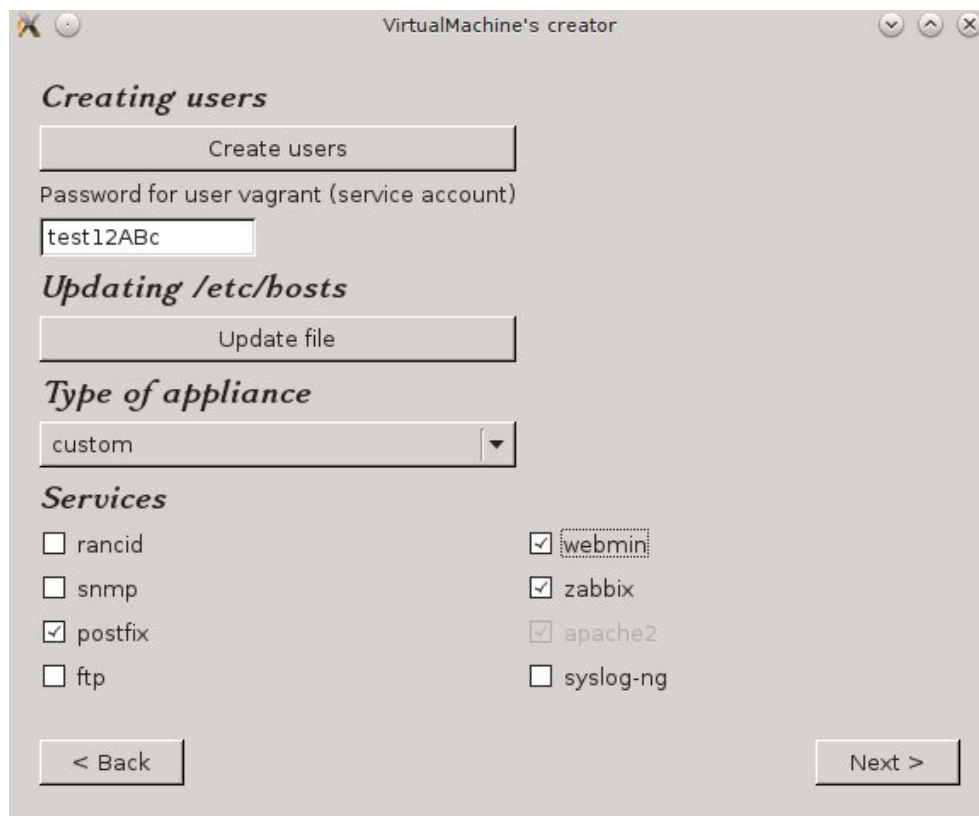 VirtualMachine's creator
Creating users
Create users
Password for user vagrant (service account)
test12ABc
Updating /etc/hosts
Update file
Type of appliance
custom
Services
rancid
webmin
snmp
zabbix
postfix
apache2
ftp
syslog-ng
< Back
Next >